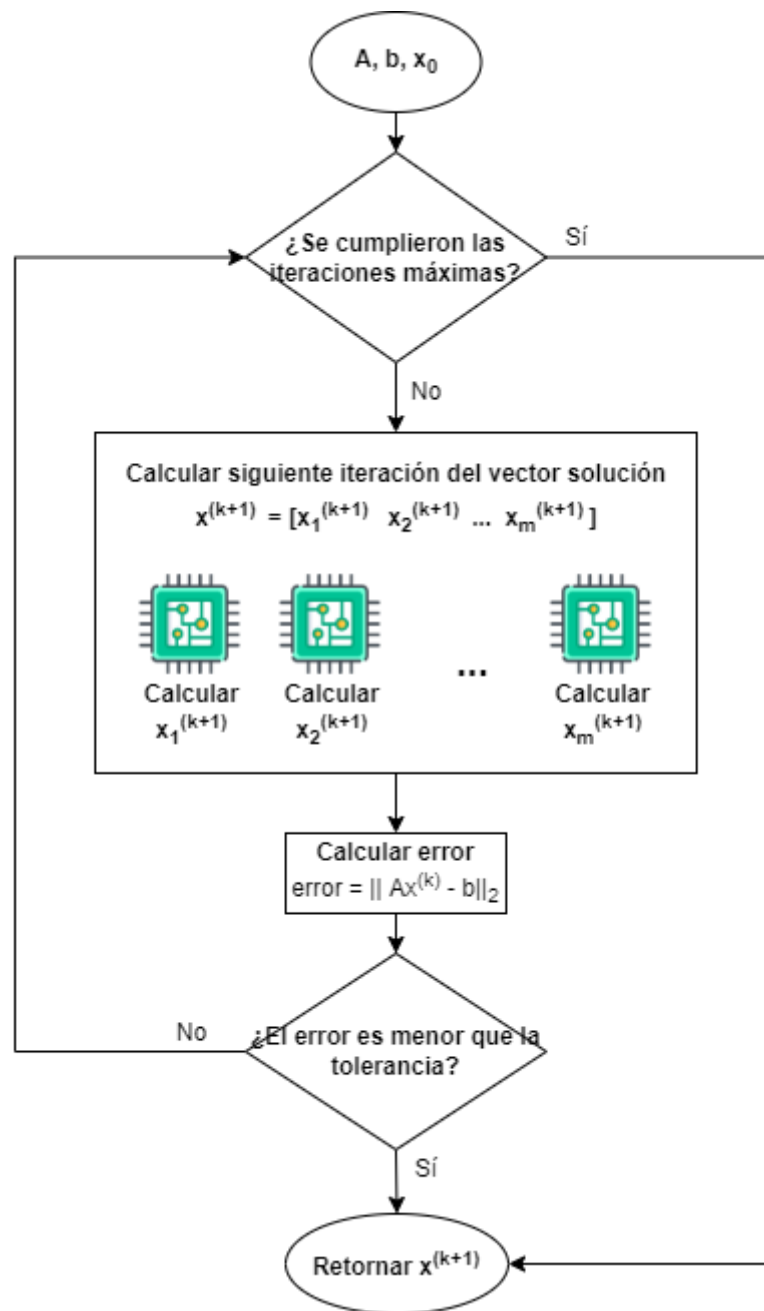 A, b, x₀
¿Se cumplieron las
iteraciones máximas?
Sí
No
Calcular siguiente iteración del vector solución
x⁽ᵏ⁺¹⁾ = [x₁⁽ᵏ⁺¹⁾ x₂⁽ᵏ⁺¹⁾ ... xₘ⁽ᵏ⁺¹⁾ ]
...
Calcular
x₁⁽ᵏ⁺¹⁾
Calcular
x₂⁽ᵏ⁺¹⁾
Calcular
xₘ⁽ᵏ⁺¹⁾
Calcular error
error = || Ax⁽ᵏ⁾ - b||₂
No
¿El error es menor que la
tolerancia?
Sí
Retornar x⁽ᵏ⁺¹⁾